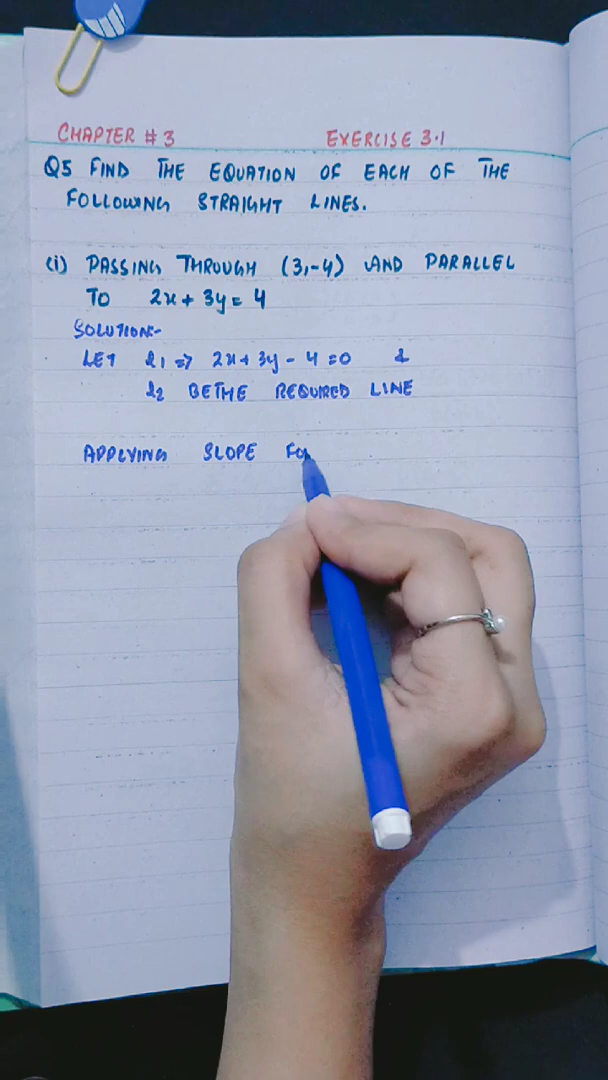 CHAPTER # 3 EXERCISE 3.1
Q5 FIND THE EQUATION OF EACH OF THE
FOLLOWING STRAIGHT LINES.
(i) PASSING THROUGH (3,-4) AND PARALLEL
TO 2x + 3y = 4
SOLUTION:-
LET l1 => 2x + 3y - 4 = 0 &
l2 BE THE REQUIRED LINE
APPLYING SLOPE Fo